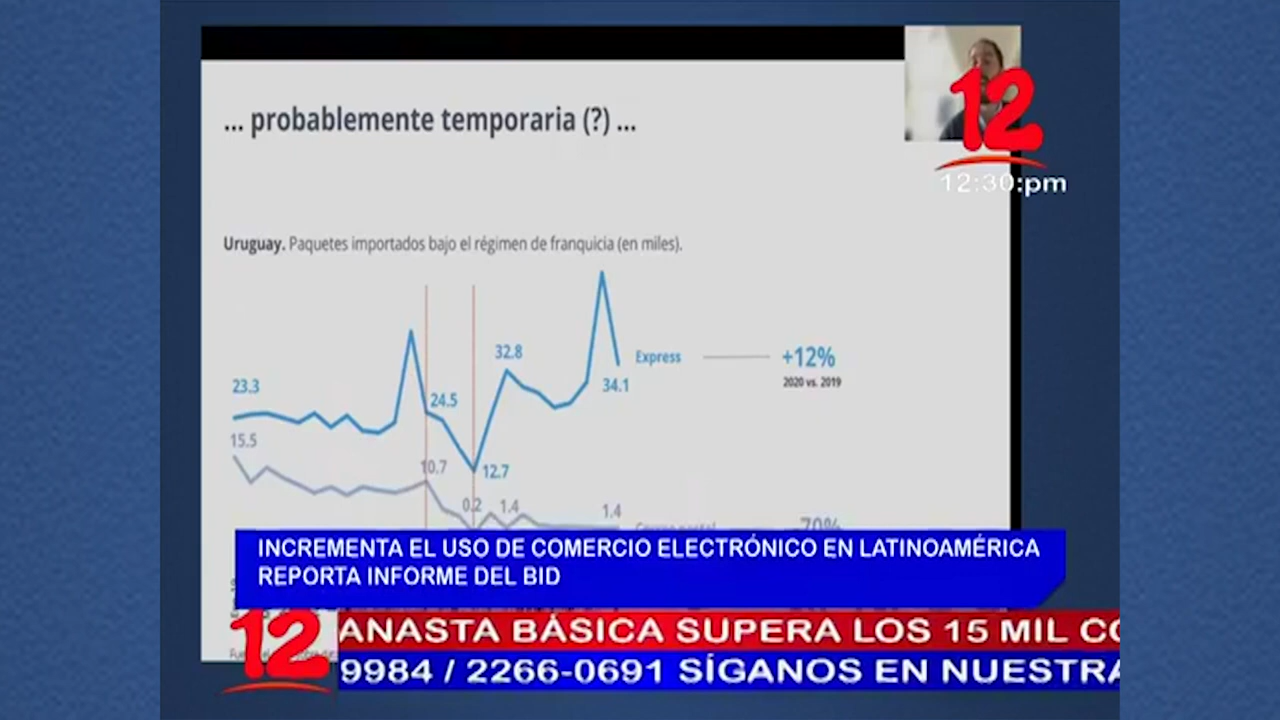 ... probablemente temporaria (?) ...
12
12:30:pm
Uruguay. Paquetes importados bajo el régimen de franquicia (en miles).
32.8
Express
+12%
2020 vs. 2019
23.3
34.1
24.5
15.5
10.7
12.7
0.2
1.4
1.4
-70%
INCREMENTA EL USO DE COMERCIO ELECTRÓNICO EN LATINOAMÉRICA
REPORTA INFORME DEL BID
12
ANASTA BÁSICA SUPERA LOS 15 MIL CO
9984 / 2266-0691 SÍGANOS EN NUESTRA